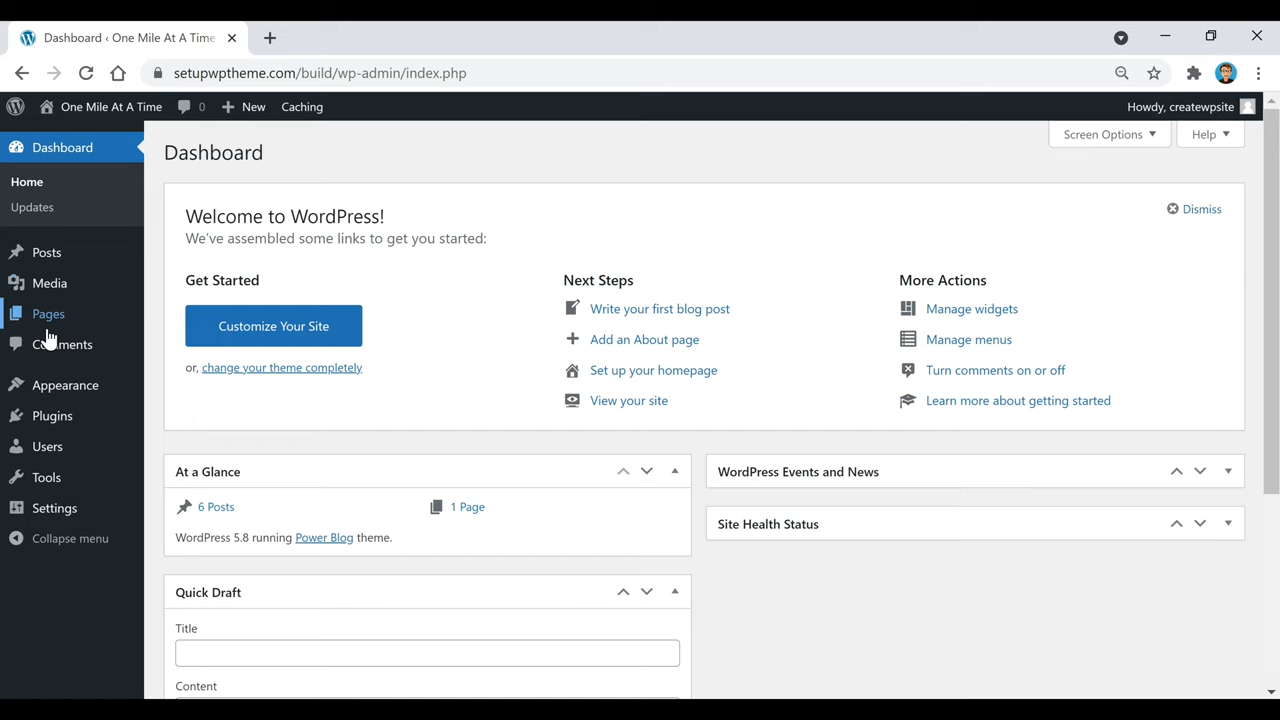 Dashboard ‹ One Mile At A Time
setupwptheme.com/build/wp-admin/index.php
One Mile At A Time 0 New Caching Howdy, createwpsite
Dashboard
Home
Updates
Posts
Media
Pages
Appearance
Plugins
Users
Tools
Settings
Collapse menu
Screen Options Help
Dashboard
Welcome to WordPress!
We've assembled some links to get you started:
Dismiss
Get Started
Customize Your Site
or, change your theme completely
Next Steps
Write your first blog post
Add an About page
Set up your homepage
View your site
More Actions
Manage widgets
Manage menus
Turn comments on or off
Learn more about getting started
At a Glance
6 Posts 1 Page
WordPress 5.8 running Power Blog theme.
Quick Draft
Title
Content
WordPress Events and News
Site Health Status